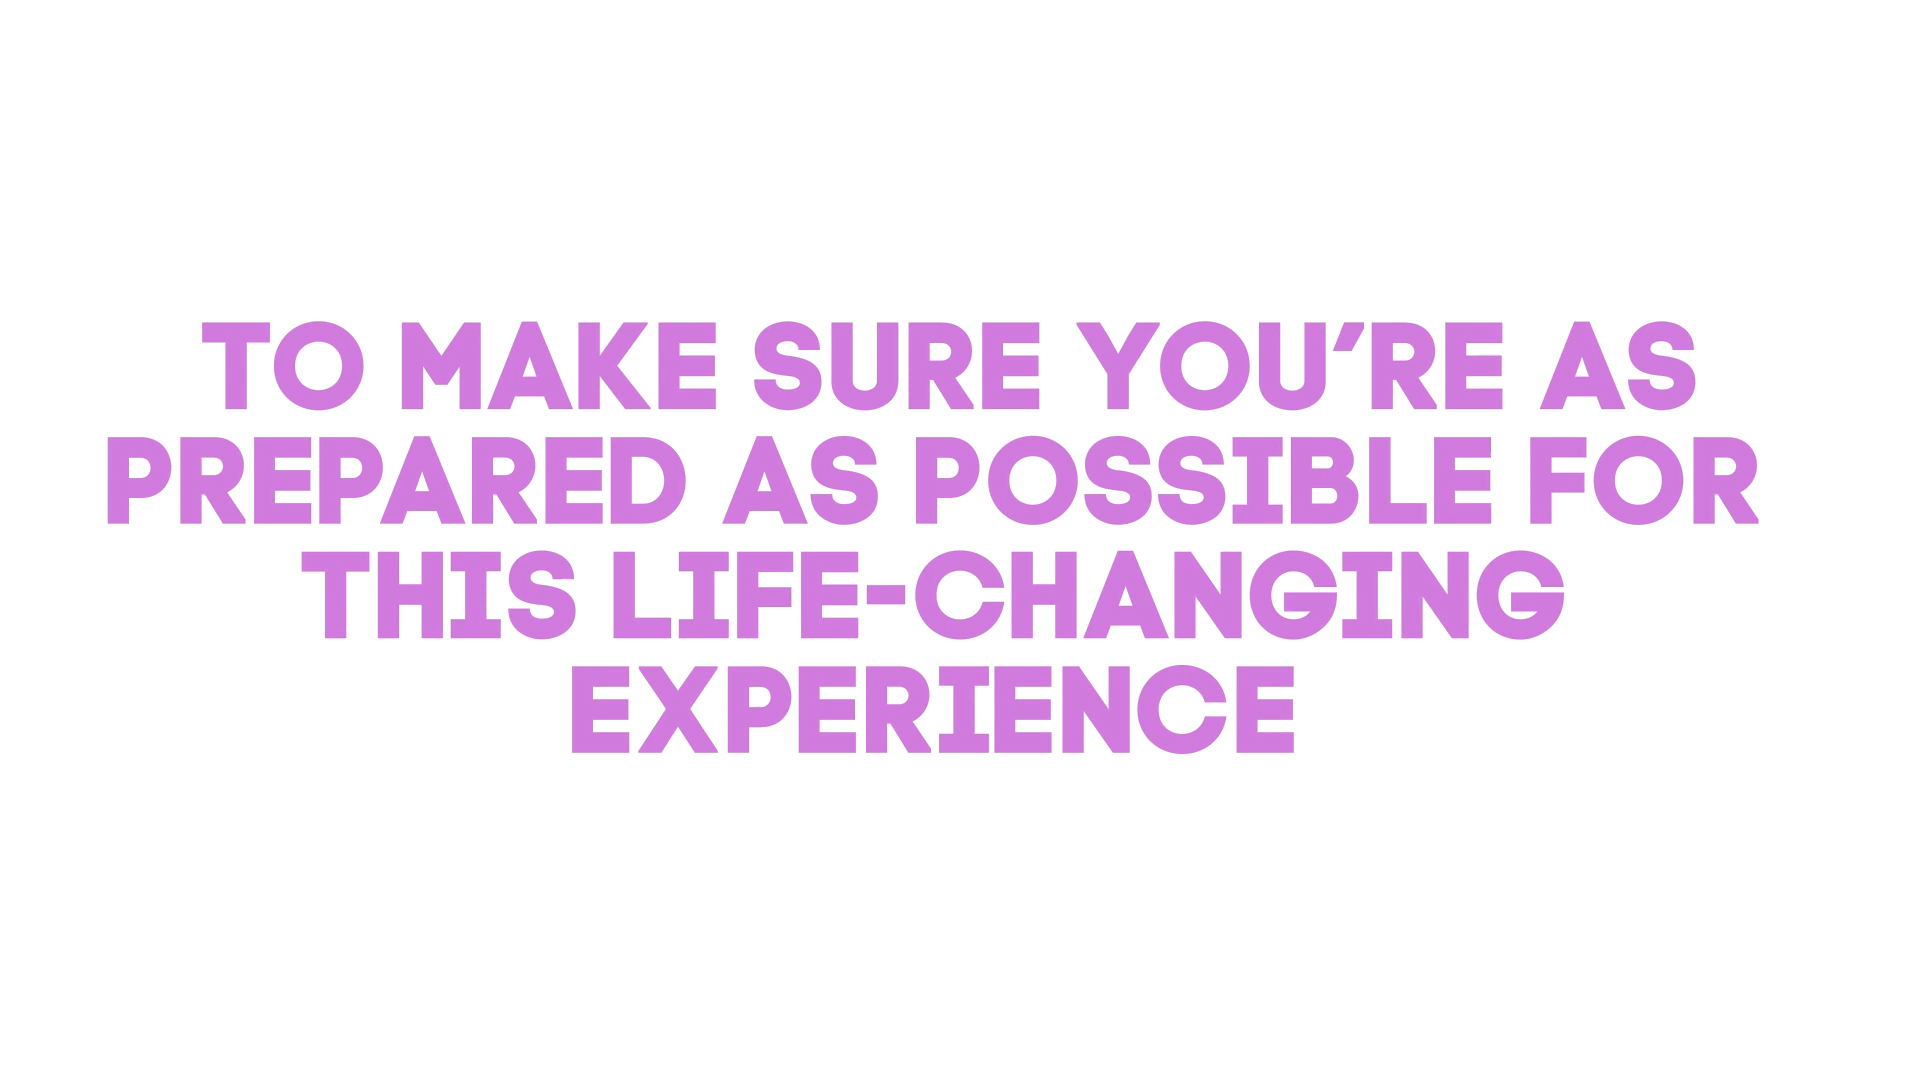 TO MAKE SURE YOU’RE AS
PREPARED AS POSSIBLE FOR
THIS LIFE-CHANGING
EXPERIENCE